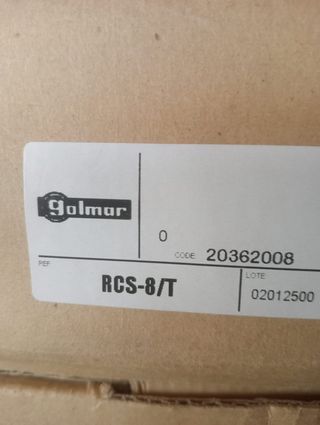 golmar
0
CODE 20362008
REF
RCS-8/T
LOTE
02012500